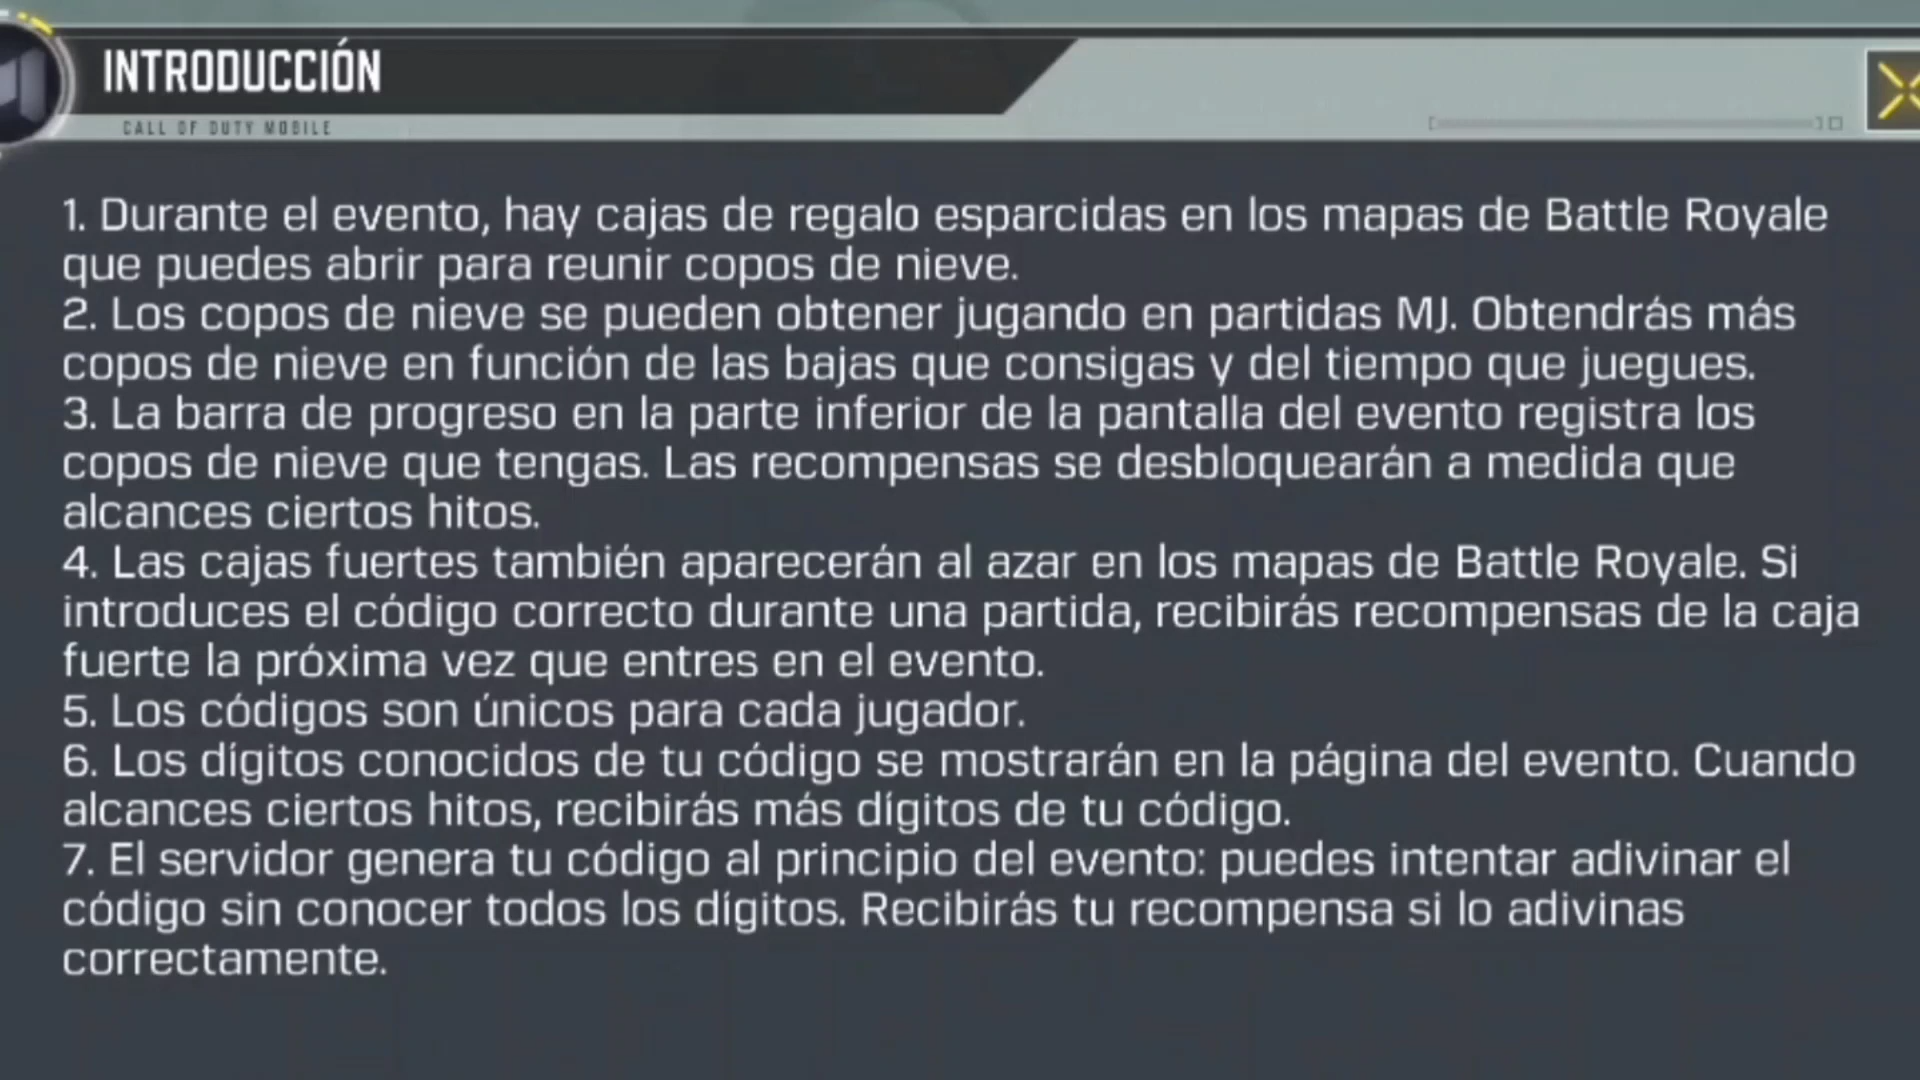 INTRODUCCIÓN
CALL OF DUTY MOBILE
1. Durante el evento, hay cajas de regalo esparcidas en los mapas de Battle Royale
que puedes abrir para reunir copos de nieve.
2. Los copos de nieve se pueden obtener jugando en partidas MJ. Obtendrás más
copos de nieve en función de las bajas que consigas y del tiempo que juegues.
3. La barra de progreso en la parte inferior de la pantalla del evento registra los
copos de nieve que tengas. Las recompensas se desbloquearán a medida que
alcances ciertos hitos.
4. Las cajas fuertes también aparecerán al azar en los mapas de Battle Royale. Si
introduces el código correcto durante una partida, recibirás recompensas de la caja
fuerte la próxima vez que entres en el evento.
5. Los códigos son únicos para cada jugador.
6. Los dígitos conocidos de tu código se mostrarán en la página del evento. Cuando
alcances ciertos hitos, recibirás más dígitos de tu código.
7. El servidor genera tu código al principio del evento: puedes intentar adivinar el
código sin conocer todos los dígitos. Recibirás tu recompensa si lo adivinas
correctamente.